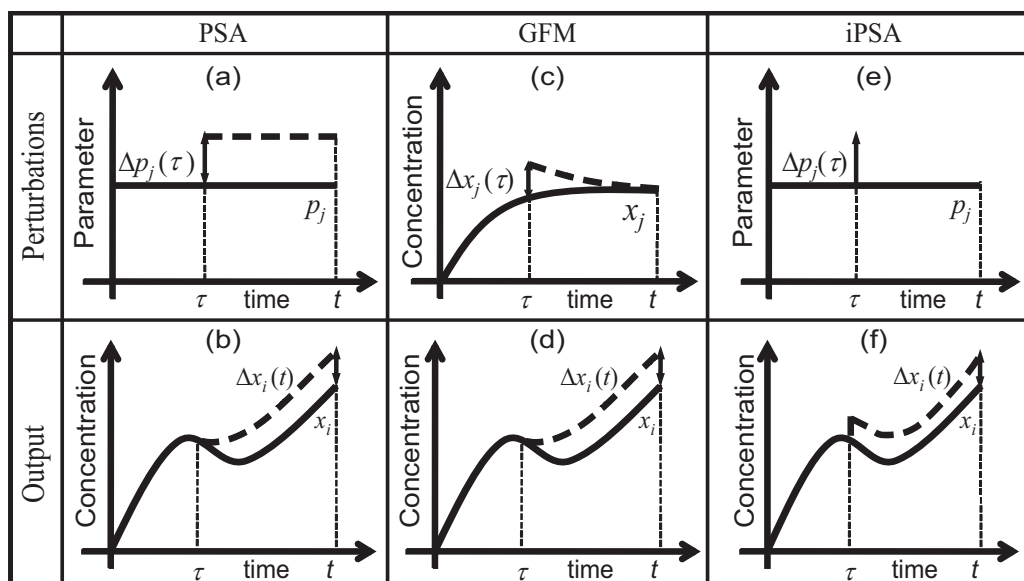 PSA
GFM
iPSA
Perturbations
(a)
Parameter
Δp_j(τ)
p_j
τ time t
(c)
Concentration
Δx_j(τ)
x_j
τ time t
(e)
Parameter
Δp_j(τ)
p_j
τ time t
Output
(b)
Concentration
Δx_i(t)
x_i
τ time t
(d)
Concentration
Δx_i(t)
x_i
τ time t
(f)
Concentration
Δx_i(t)
x_i
τ time t